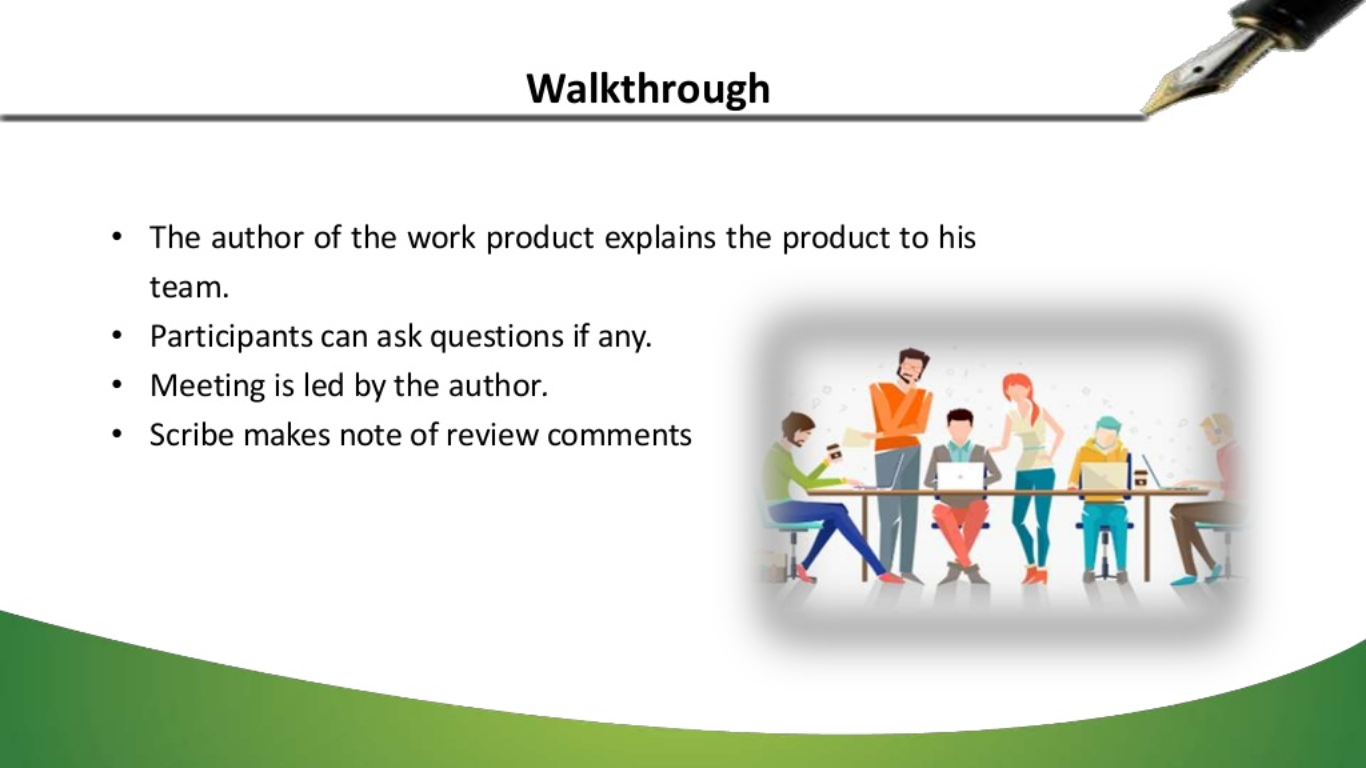 Walkthrough
• The author of the work product explains the product to his
team.
• Participants can ask questions if any.
• Meeting is led by the author.
• Scribe makes note of review comments